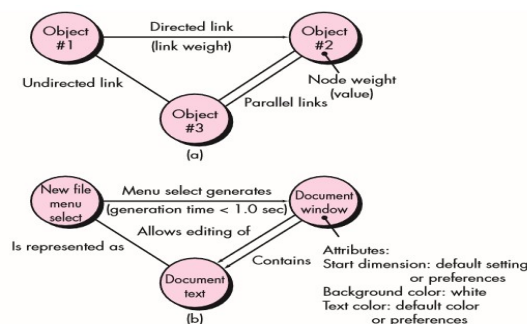 Object
#1
Directed link
(link weight)
Object
#2
Undirected link
Node weight
(value)
Parallel links
Object
#3
(a)
New file
menu
select
Menu select generates
(generation time < 1.0 sec)
Document
window
Is represented as
Allows editing of
Contains
Document
text
(b)
Attributes:
Start dimension: default setting
or preferences
Background color: white
Text color: default color
or preferences